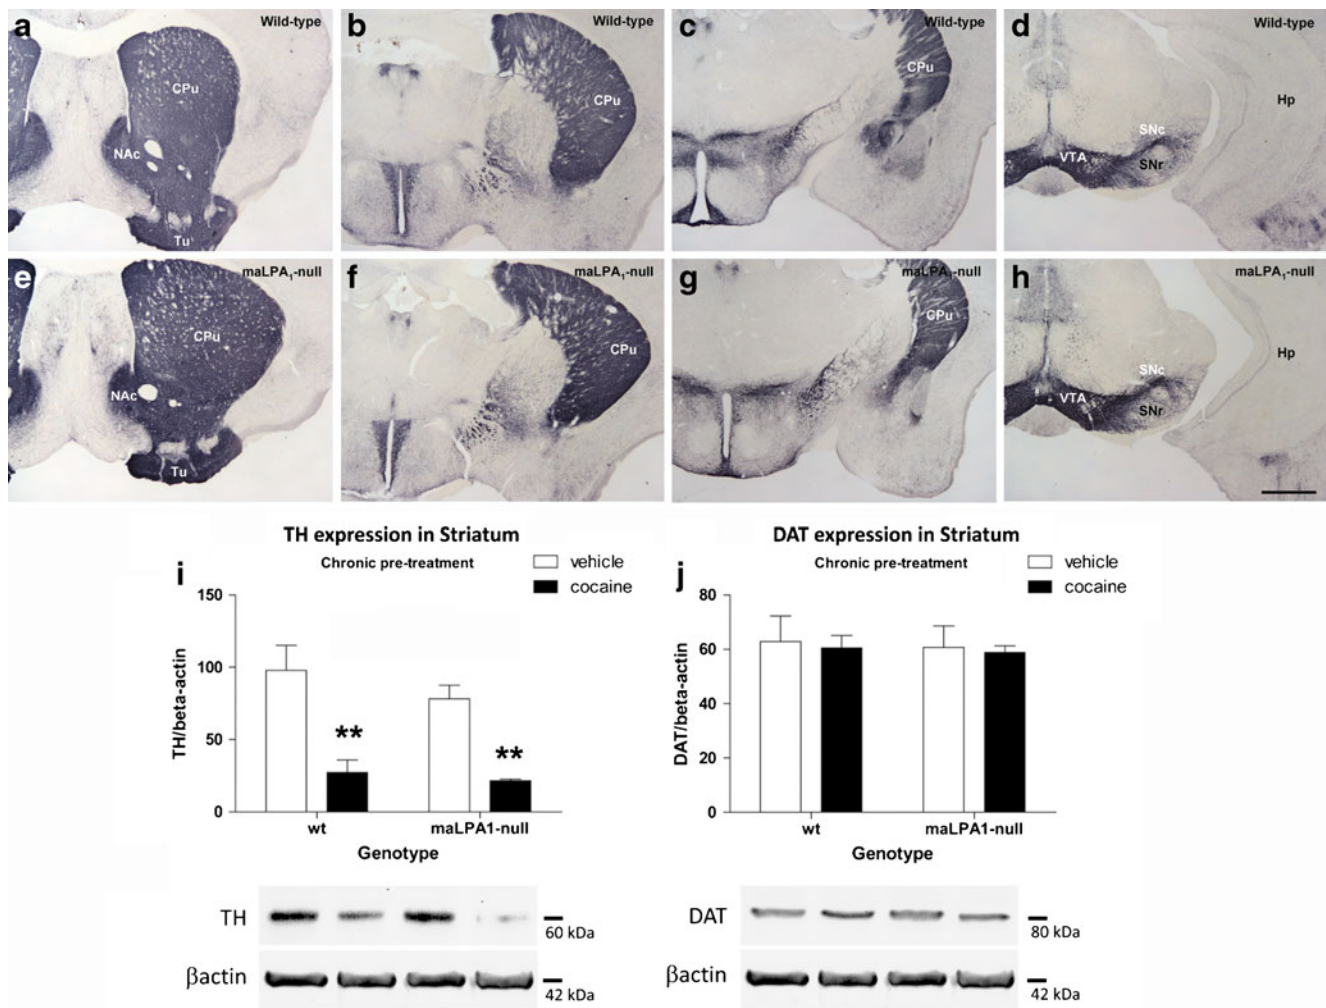 a Wild-type
CPu
NAc
Tu
b Wild-type
CPu
c Wild-type
CPu
d Wild-type
Hp
SNc
VTA
SNr
e maLPA₁-null
CPu
NAc
Tu
f maLPA₁-null
CPu
g maLPA₁-null
CPu
h maLPA₁-null
Hp
SNc
VTA
SNr
TH expression in Striatum
i Chronic pre-treatment
vehicle
cocaine
150
100
50
0
TH/beta-actin
**
**
wt maLPA1-null
Genotype
TH
60 kDa
βactin
42 kDa
DAT expression in Striatum
j Chronic pre-treatment
vehicle
cocaine
80
60
40
20
0
DAT/beta-actin
wt maLPA1-null
Genotype
DAT
80 kDa
βactin
42 kDa